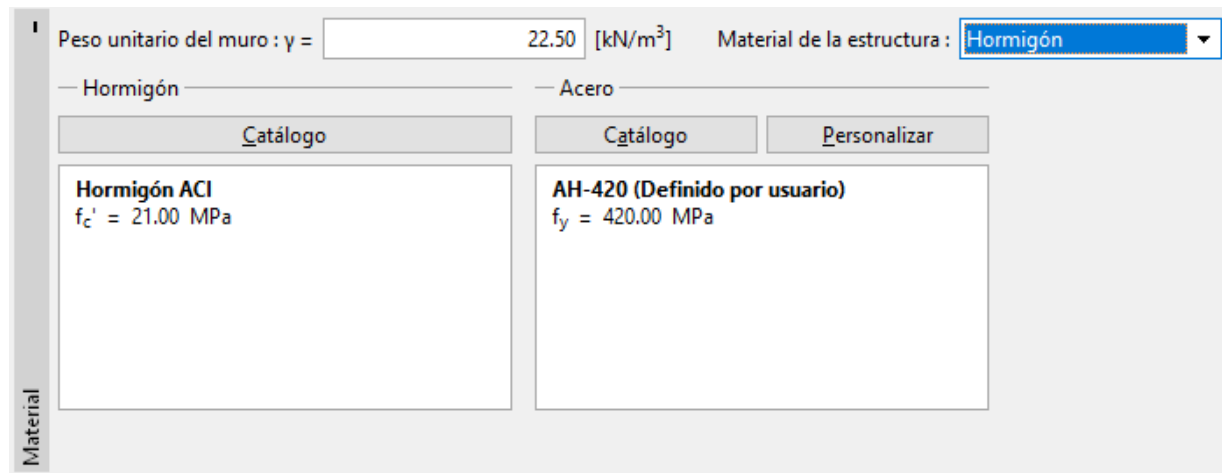 Peso unitario del muro : γ = 22.50 [kN/m³] Material de la estructura : Hormigón
Hormigón Acero
Catálogo Catálogo Personalizar
Hormigón ACI AH-420 (Definido por usuario)
fc' = 21.00 MPa fy = 420.00 MPa
Material